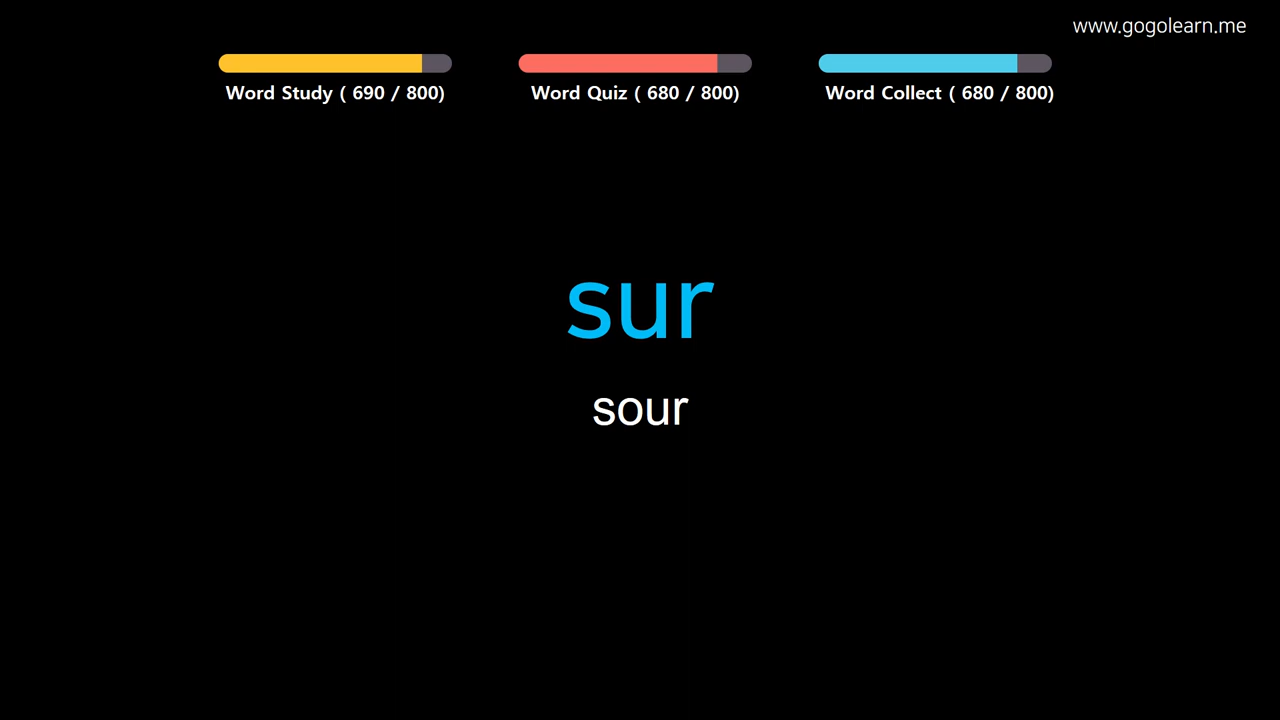 www.gogolearn.me
Word Study ( 690 / 800)
Word Quiz ( 680 / 800)
Word Collect ( 680 / 800)
sur
sour